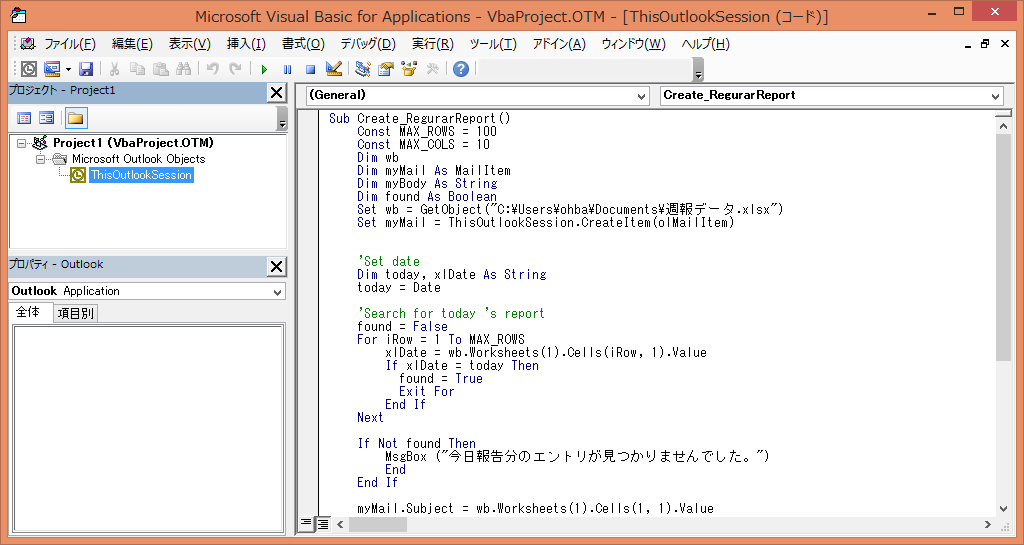 Microsoft Visual Basic for Applications - VbaProject.OTM - [ThisOutlookSession (コード)]
ファイル(F) 編集(E) 表示(V) 挿入(I) 書式(O) デバッグ(D) 実行(R) ツール(T) アドイン(A) ウィンドウ(W) ヘルプ(H)
プロジェクト - Project1
Project1 (VbaProject.OTM)
Microsoft Outlook Objects
ThisOutlookSession
プロパティ - Outlook
Outlook Application
全体 項目別
(General) Create_RegurarReport
Sub Create_RegurarReport()
Const MAX_ROWS = 100
Const MAX_COLS = 10
Dim wb
Dim myMail As MailItem
Dim myBody As String
Dim found As Boolean
Set wb = GetObject("C:¥Users¥ohba¥Documents¥週報データ.xlsx")
Set myMail = ThisOutlookSession.CreateItem(olMailItem)
'Set date
Dim today, xlDate As String
today = Date
'Search for today 's report
found = False
For iRow = 1 To MAX_ROWS
xlDate = wb.Worksheets(1).Cells(iRow, 1).Value
If xlDate = today Then
found = True
Exit For
End If
Next
If Not found Then
MsgBox ("今日報告分のエントリが見つかりませんでした。")
End
End If
myMail.Subject = wb.Worksheets(1).Cells(1, 1).Value